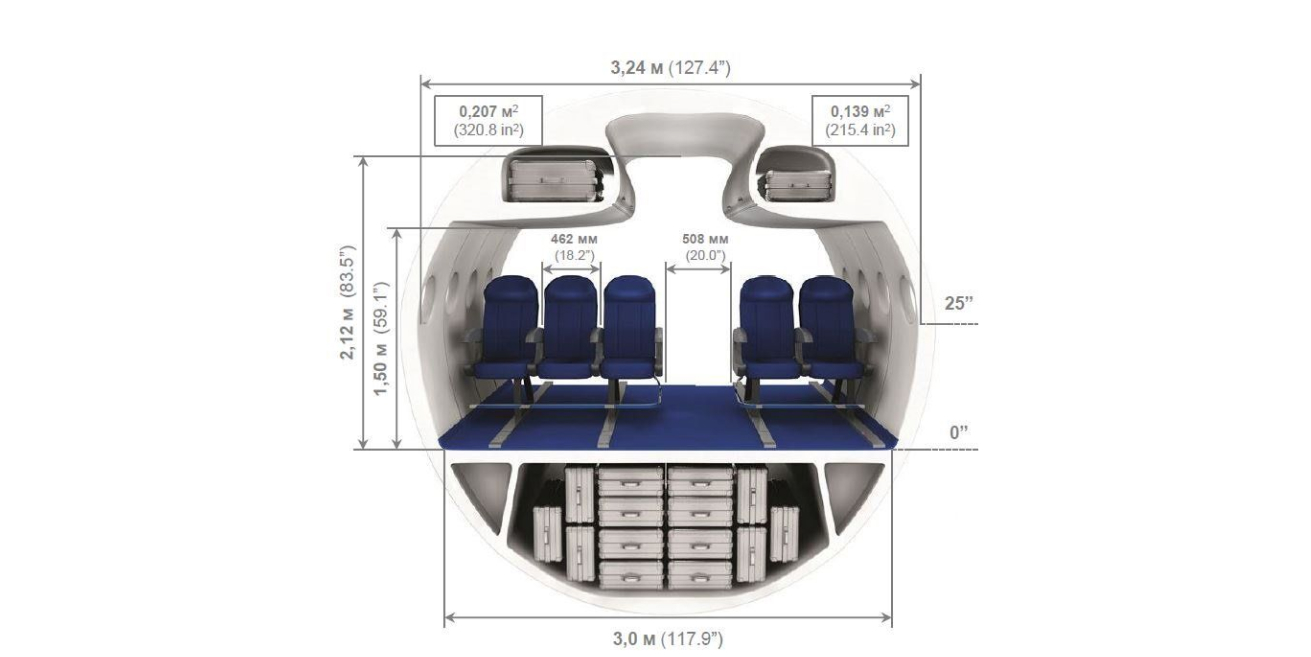 3,24 м (127.4”)
0,207 м²
(320.8 in²)
0,139 м²
(215.4 in²)
462 мм
(18.2”)
508 мм
(20.0”)
2,12 м (83.5”)
1,50 м (59.1”)
25”
0”
3,0 м (117.9”)